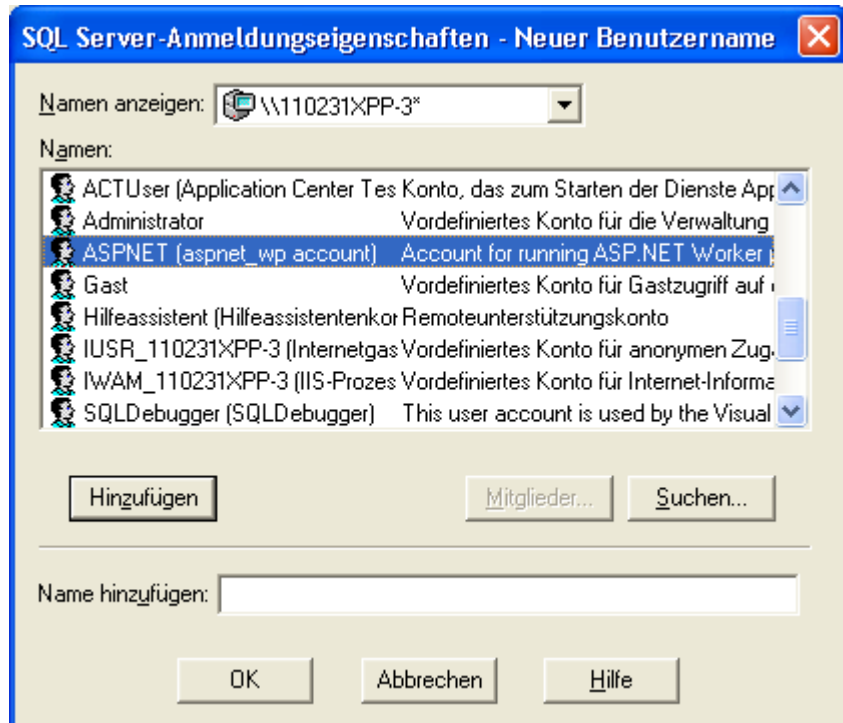 SQL Server-Anmeldungseigenschaften - Neuer Benutzername
Namen anzeigen: \\110231XPP-3*
Namen:
ACTUser (Application Center Tes Konto, das zum Starten der Dienste App
Administrator Vordefiniertes Konto für die Verwaltung
ASPNET (aspnet_wp account) Account for running ASP.NET Worker p
Gast Vordefiniertes Konto für Gastzugriff auf
Hilfeassistent (Hilfeassistentenkor Remoteunterstützungskonto
IUSR_110231XPP-3 (Internetgas Vordefiniertes Konto für anonymen Zug
IWAM_110231XPP-3 (IIS-Prozes Vordefiniertes Konto für Internet-Informa
SQLDebugger (SQLDebugger) This user account is used by the Visual
Hinzufügen Mitglieder... Suchen...
Name hinzufügen:
OK Abbrechen Hilfe